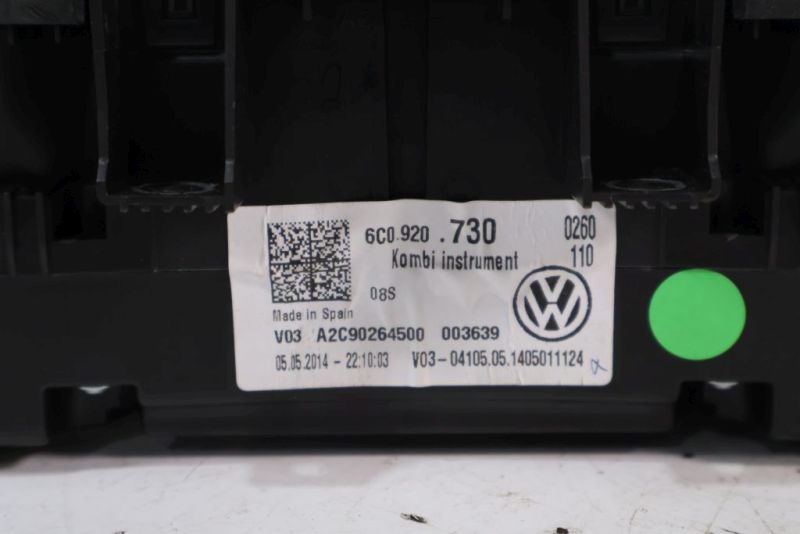 6C0 920 .730 0260
Kombi instrument 110
08S
Made in Spain
V03 A2C90264500 003639
05.05.2014 - 22:10:03 V03-04105.05.1405011124